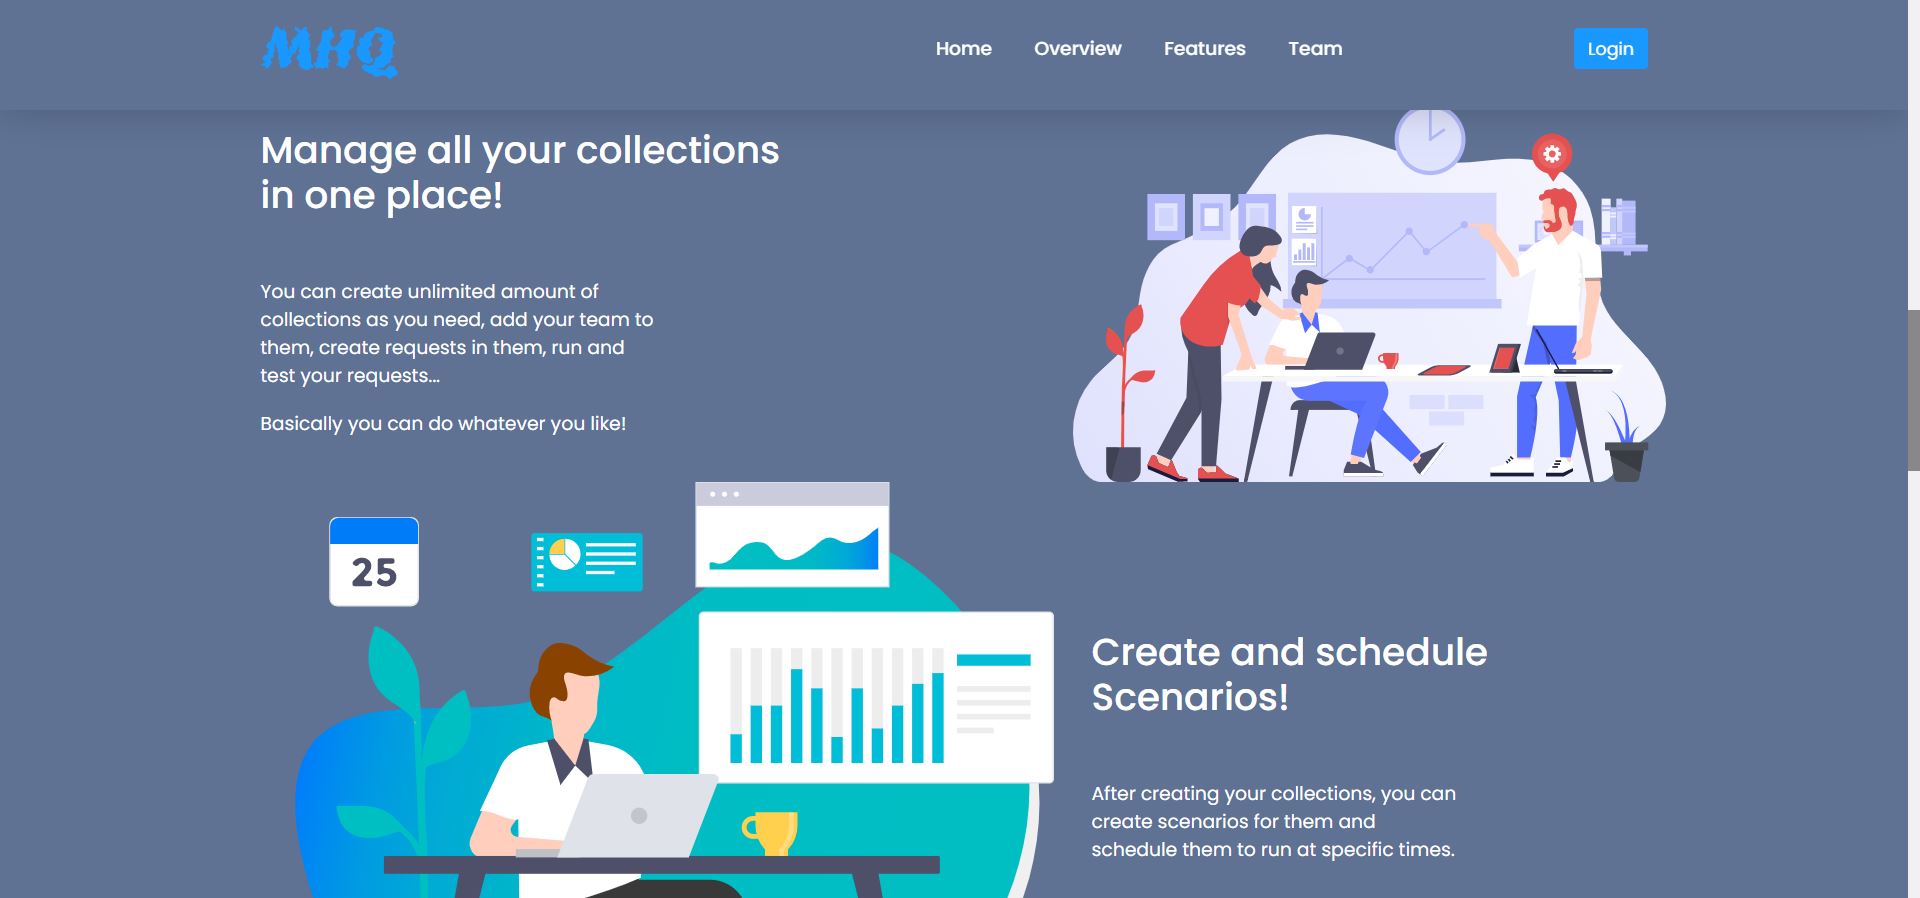 MHQ
Home Overview Features Team
Login
Manage all your collections
in one place!
You can create unlimited amount of
collections as you need, add your team to
them, create requests in them, run and
test your requests...
Basically you can do whatever you like!
25
Create and schedule
Scenarios!
After creating your collections, you can
create scenarios for them and
schedule them to run at specific times.